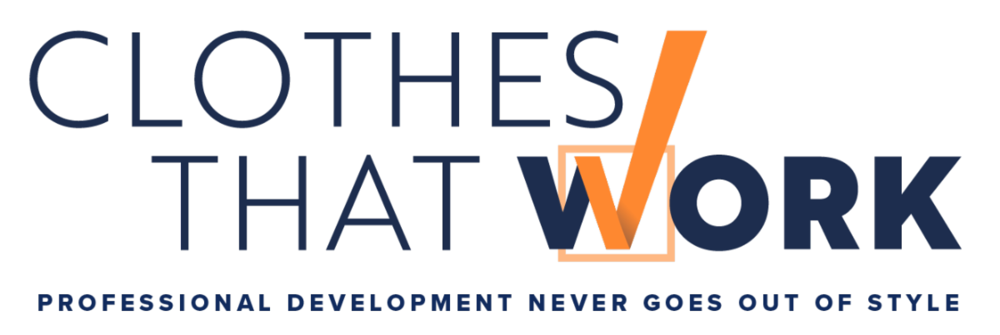 CLOTHES
THAT WORK
PROFESSIONAL DEVELOPMENT NEVER GOES OUT OF STYLE